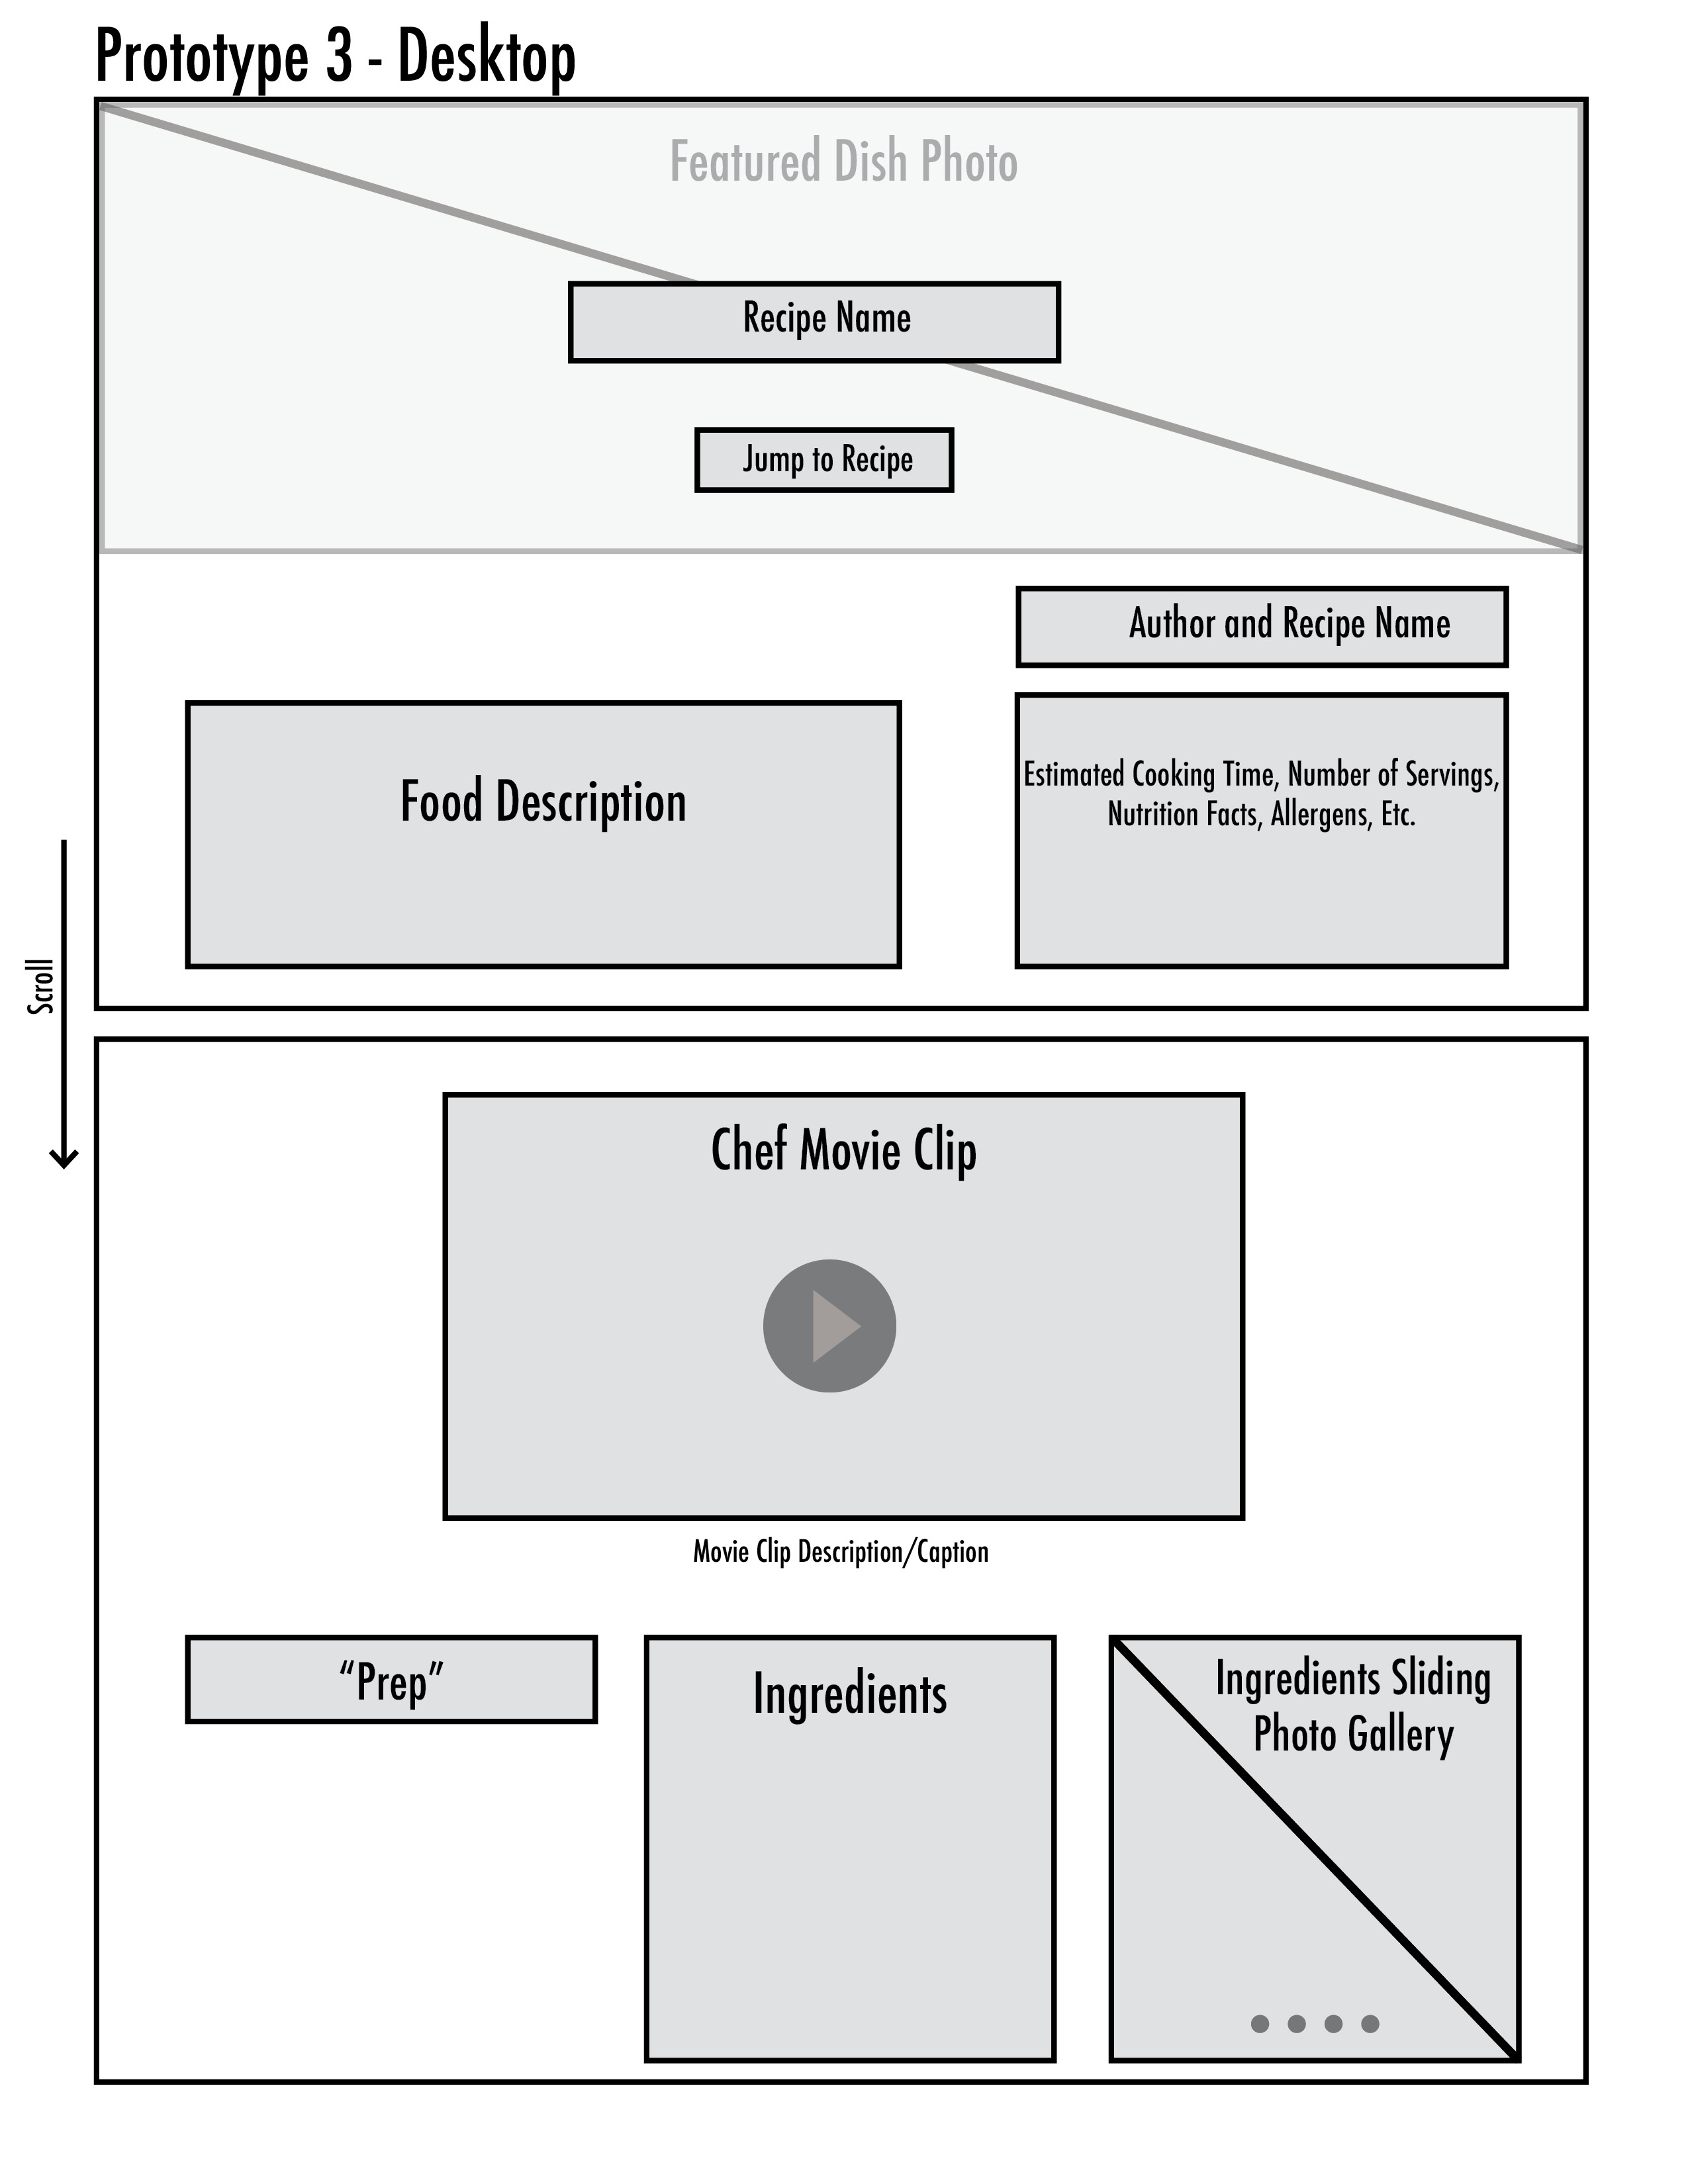 Prototype 3 - Desktop
Featured Dish Photo
Recipe Name
Jump to Recipe
Author and Recipe Name
Food Description
Estimated Cooking Time, Number of Servings,
Nutrition Facts, Allergens, Etc.
Scroll
Chef Movie Clip
Movie Clip Description/Caption
“Prep”
Ingredients
Ingredients Sliding
Photo Gallery